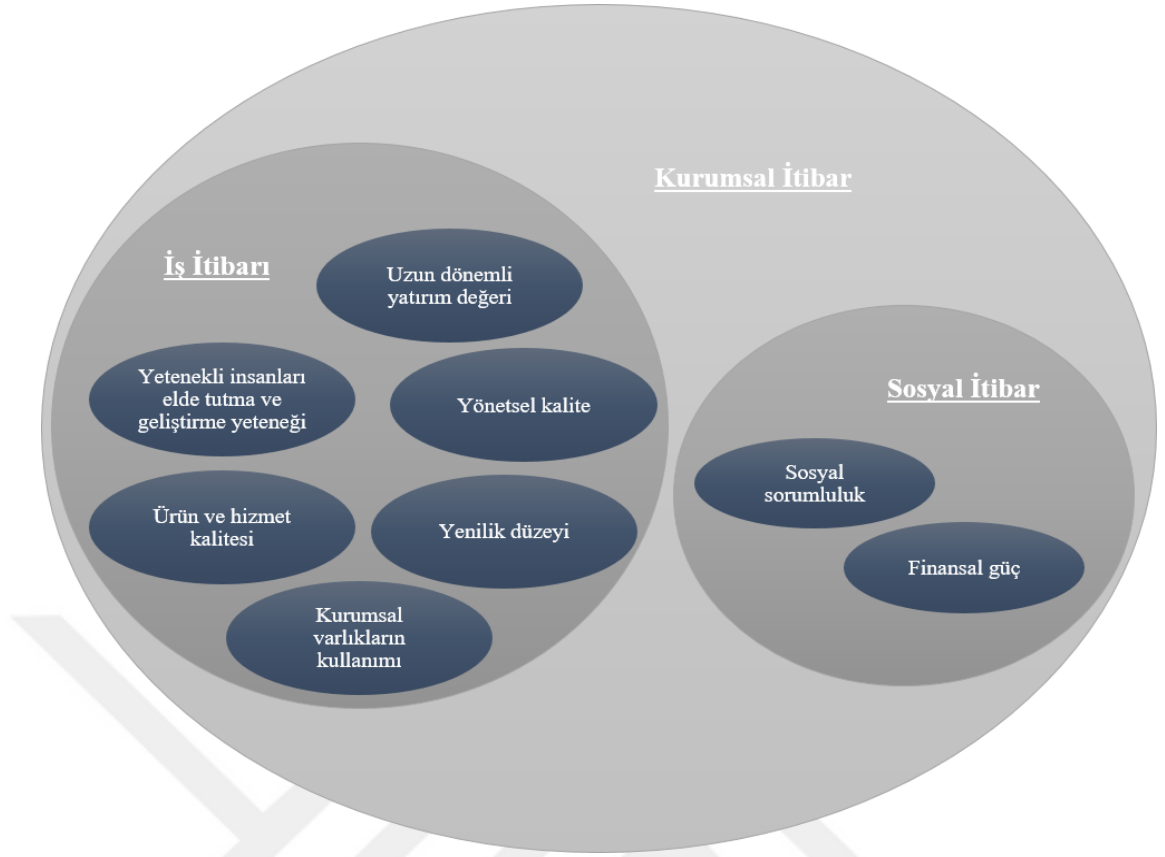 Kurumsal İtibar
İş İtibarı
Uzun dönemli
yatırım değeri
Yetenekli insanları
elde tutma ve
geliştirme yeteneği
Yönetsel kalite
Ürün ve hizmet
kalitesi
Yenilik düzeyi
Kurumsal
varlıkların
kullanımı
Sosyal İtibar
Sosyal
sorumluluk
Finansal güç